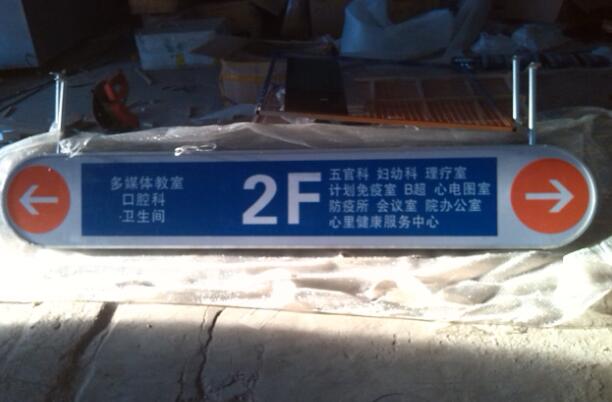 多媒体教室
口腔科
·卫生间
2F
五官科 妇幼科 理疗室
计划免疫室 B超 心电图室
防疫所 会议室 院办公室
心里健康服务中心